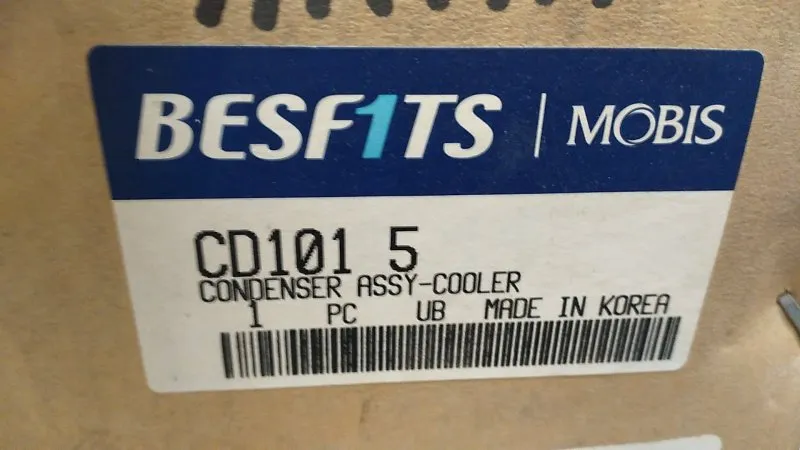 BESF1TS | MOBIS
CD101 5
CONDENSER ASSY-COOLER
1 PC UB MADE IN KOREA